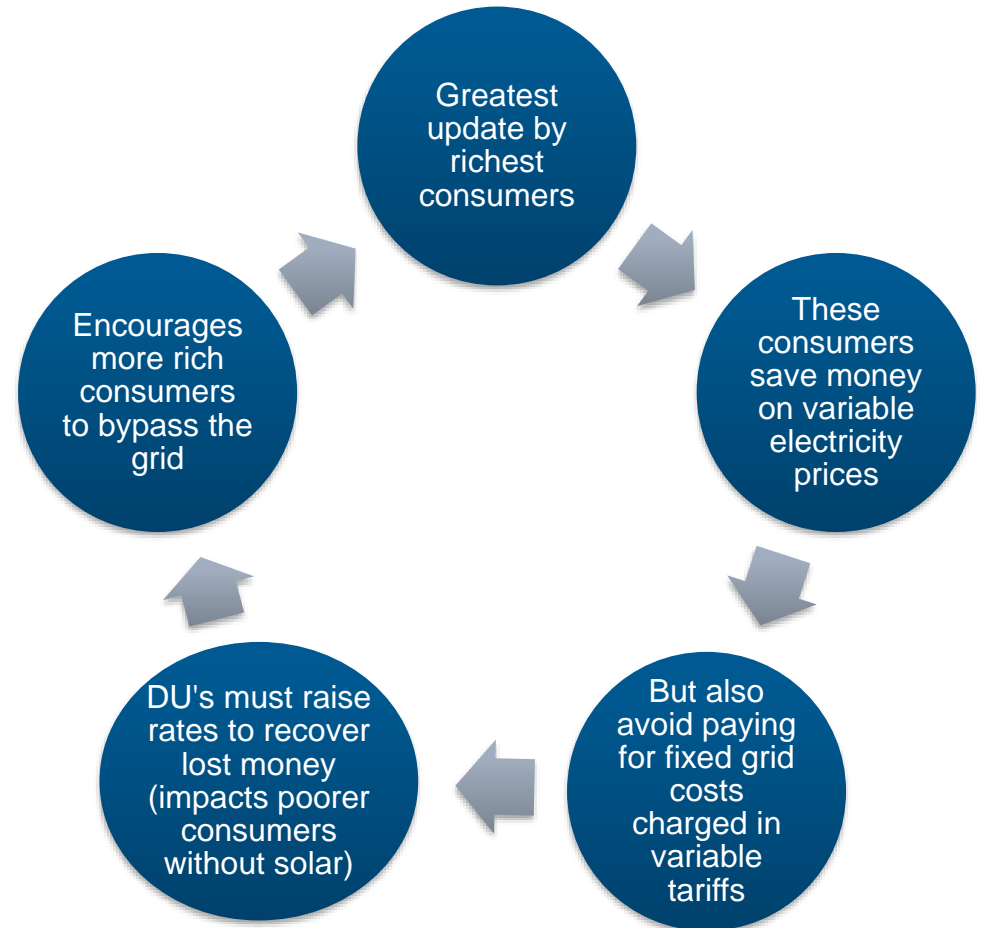 Greatest
update by
richest
consumers
These
consumers
save money
on variable
electricity
prices
But also
avoid paying
for fixed grid
costs
charged in
variable
tariffs
DU's must raise
rates to recover
lost money
(impacts poorer
consumers
without solar)
Encourages
more rich
consumers
to bypass the
grid